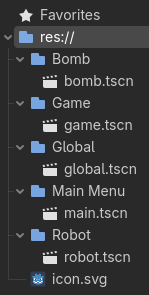 Favorites
res://
Bomb
bomb.tscn
Game
game.tscn
Global
global.tscn
Main Menu
main.tscn
Robot
robot.tscn
icon.svg